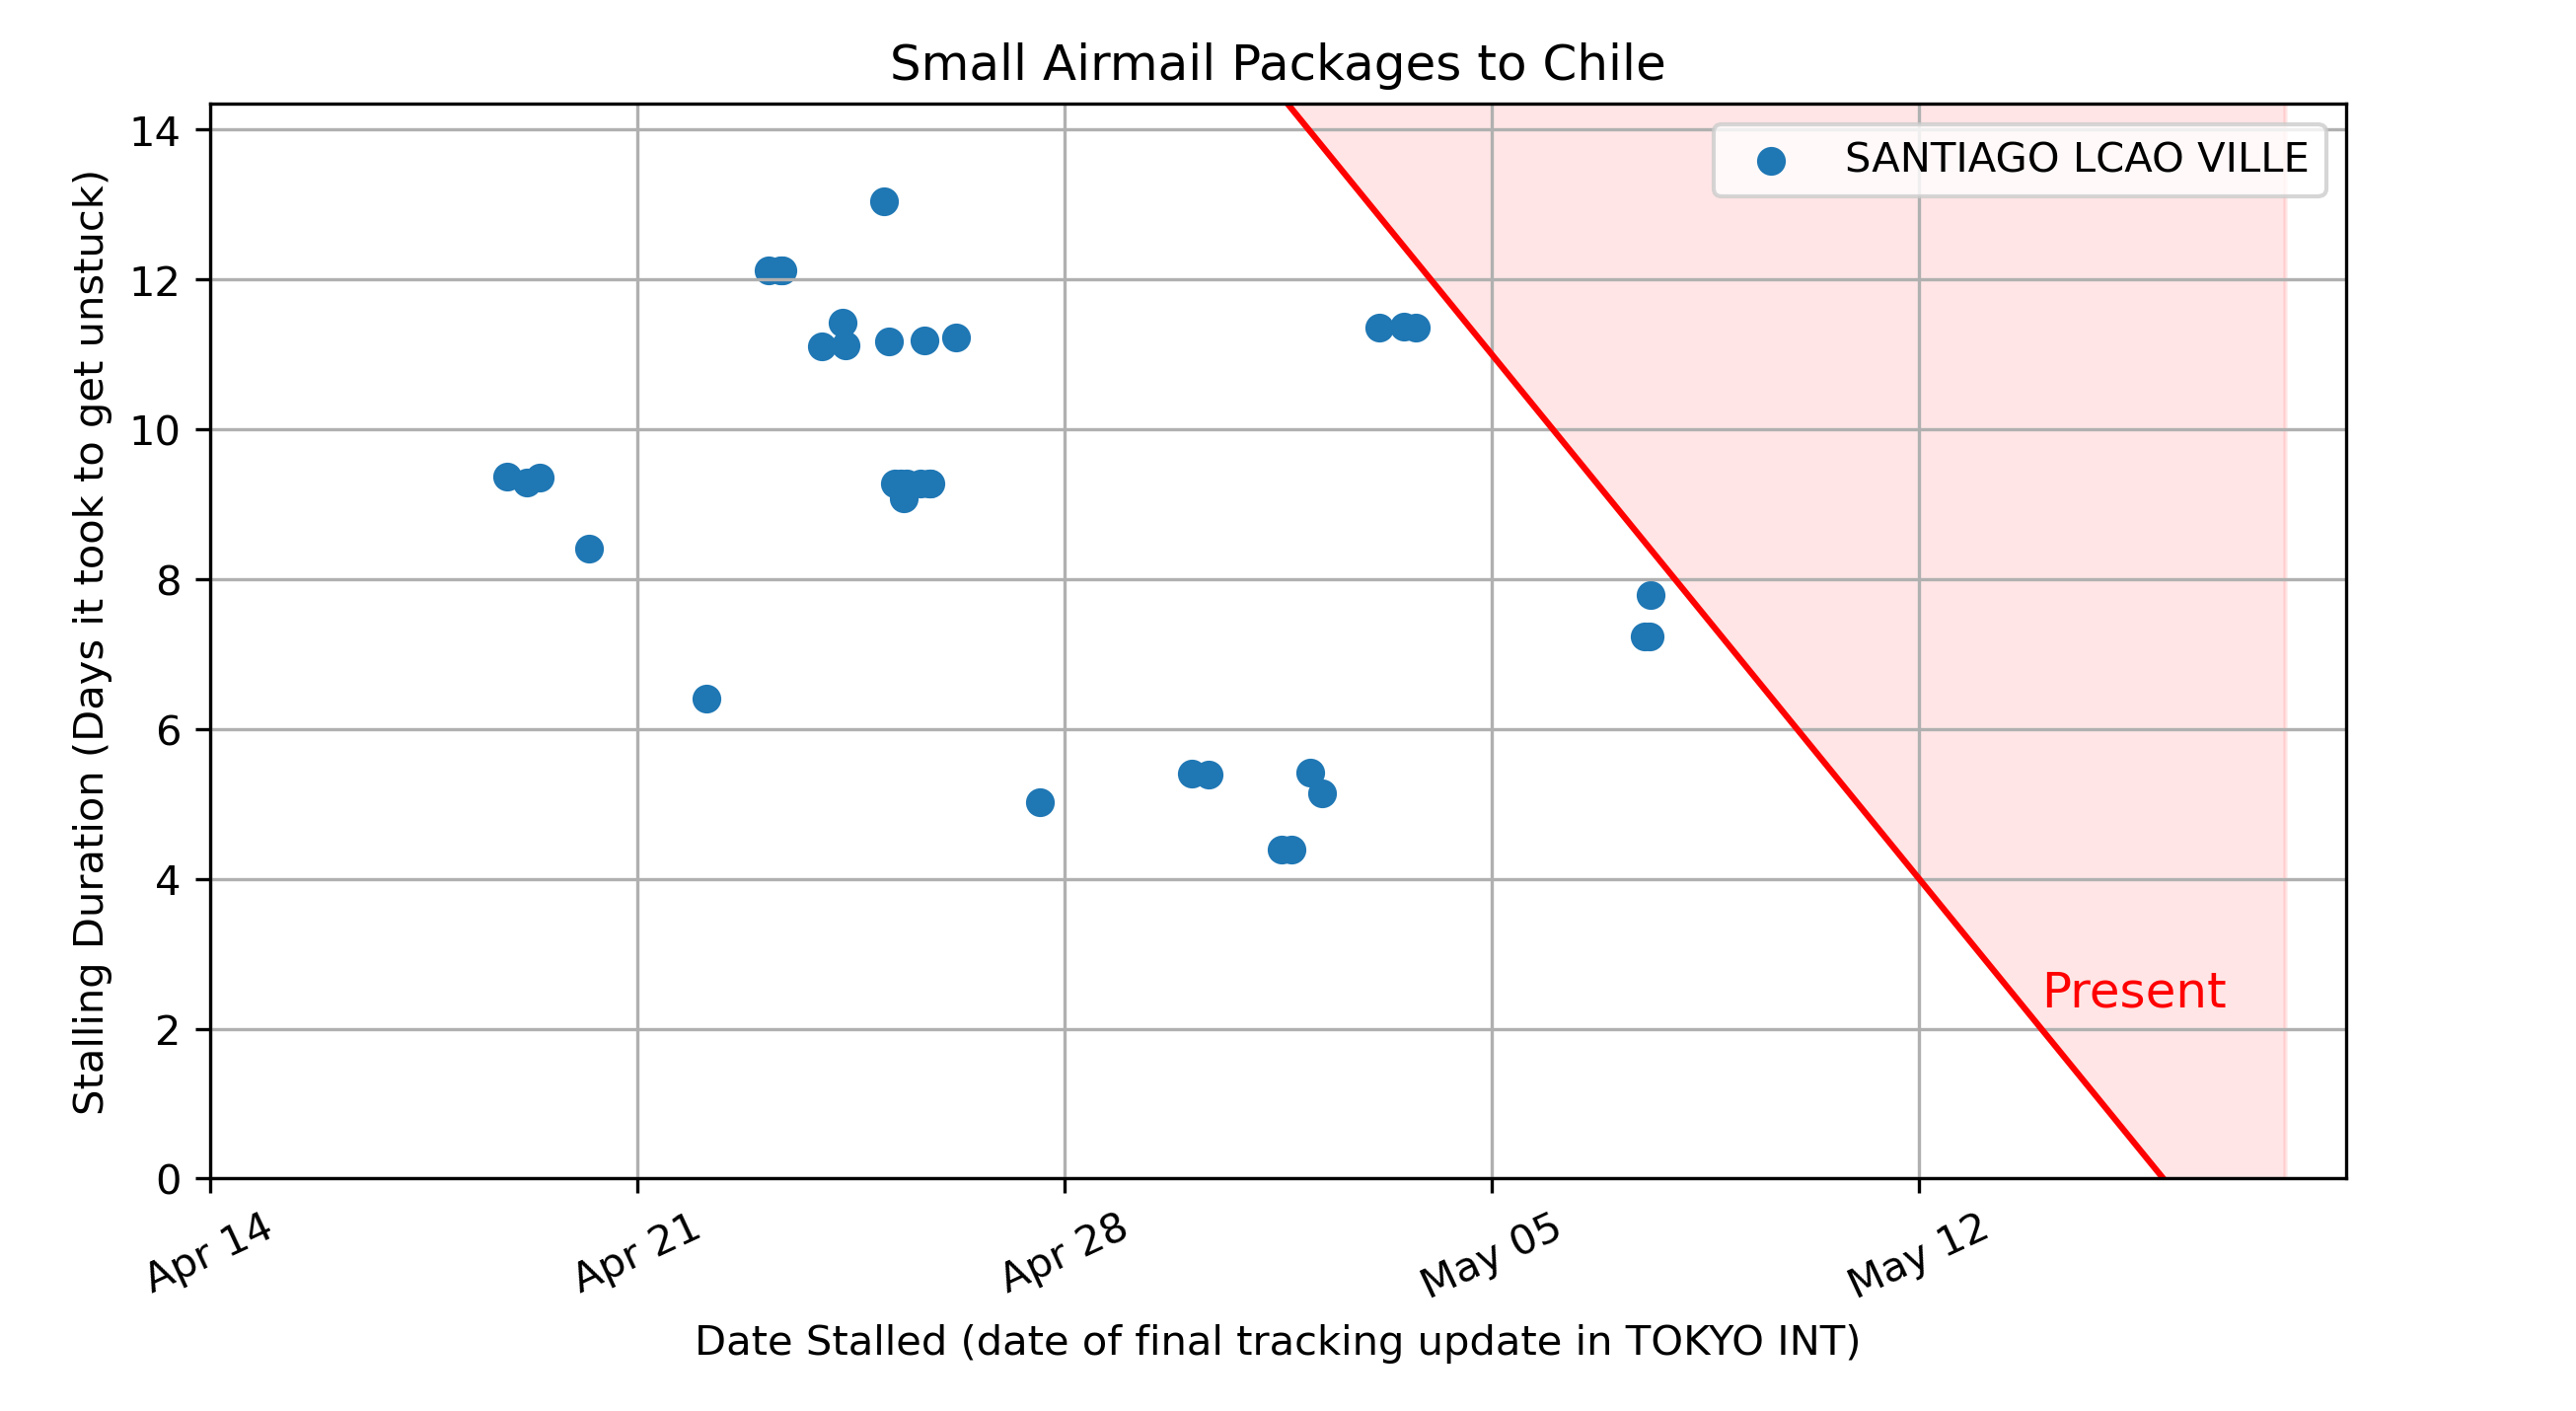 Small Airmail Packages to Chile
Stalling Duration (Days it took to get unstuck)
14
12
10
8
6
4
2
0
SANTIAGO LCAO VILLE
Present
Apr 14
Apr 21
Apr 28
May 05
May 12
Date Stalled (date of final tracking update in TOKYO INT)